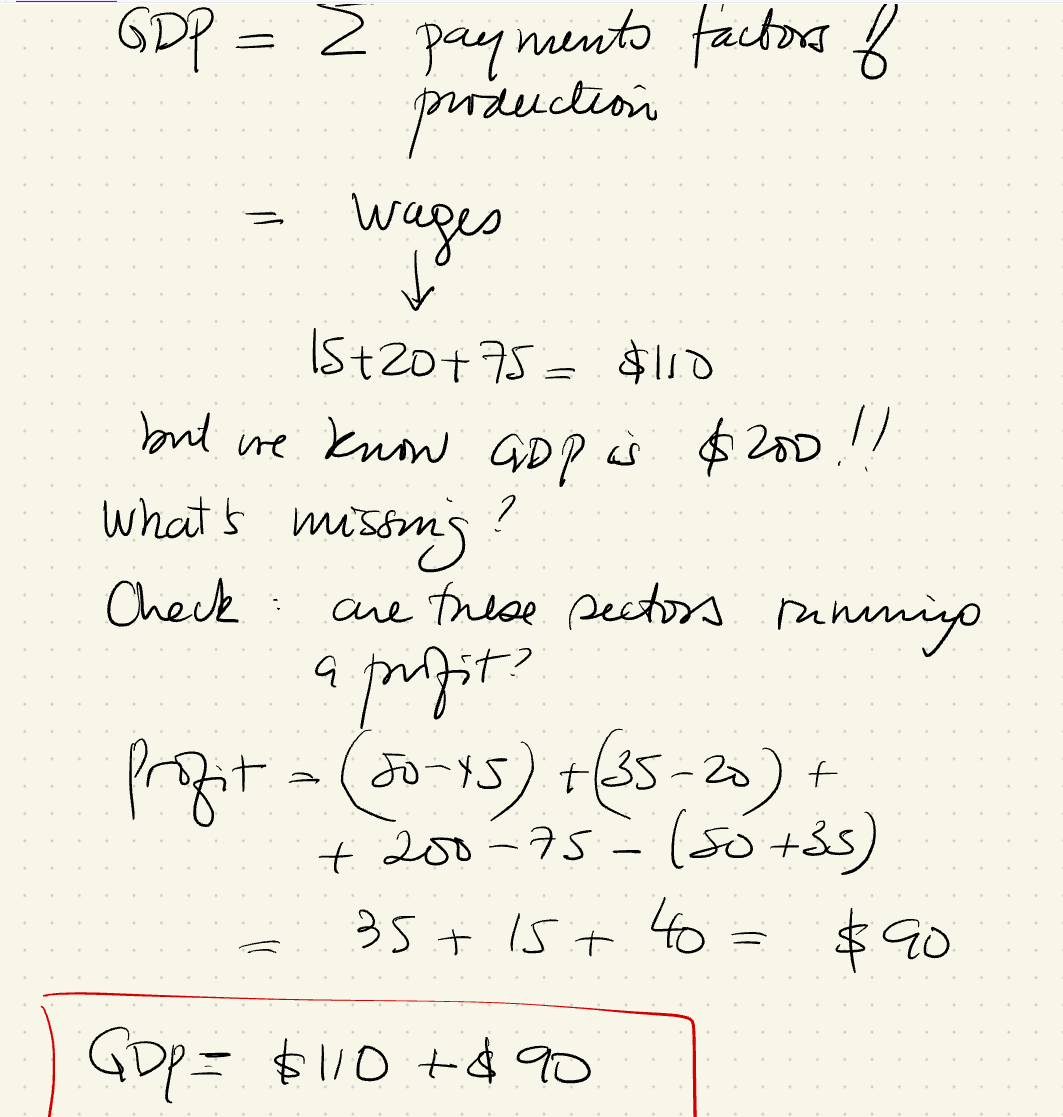 GDP = Σ payments factors of
production
= Wages
↓
15+20+75 = $110
but we know GDP is $200!!
What's missing?
Check: are these sectors running
a profit?
Profit = (50-15) + (35-20) +
+ 200-75 - (50+35)
= 35 + 15 + 40 = $90
GDP = $110 + $90